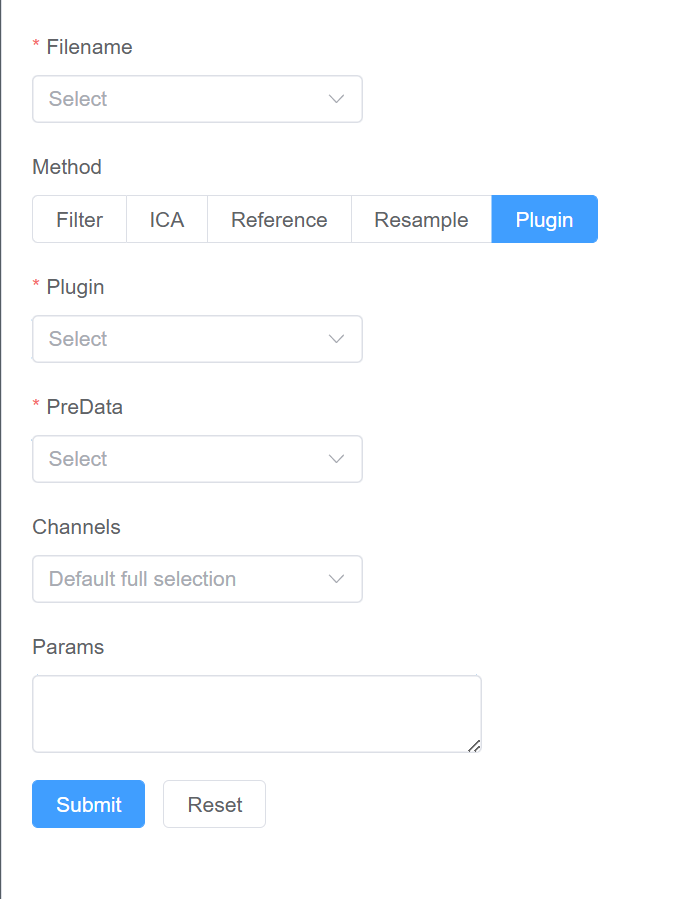 * Filename
Select
Method
Filter ICA Reference Resample Plugin
* Plugin
Select
* PreData
Select
Channels
Default full selection
Params
Submit Reset